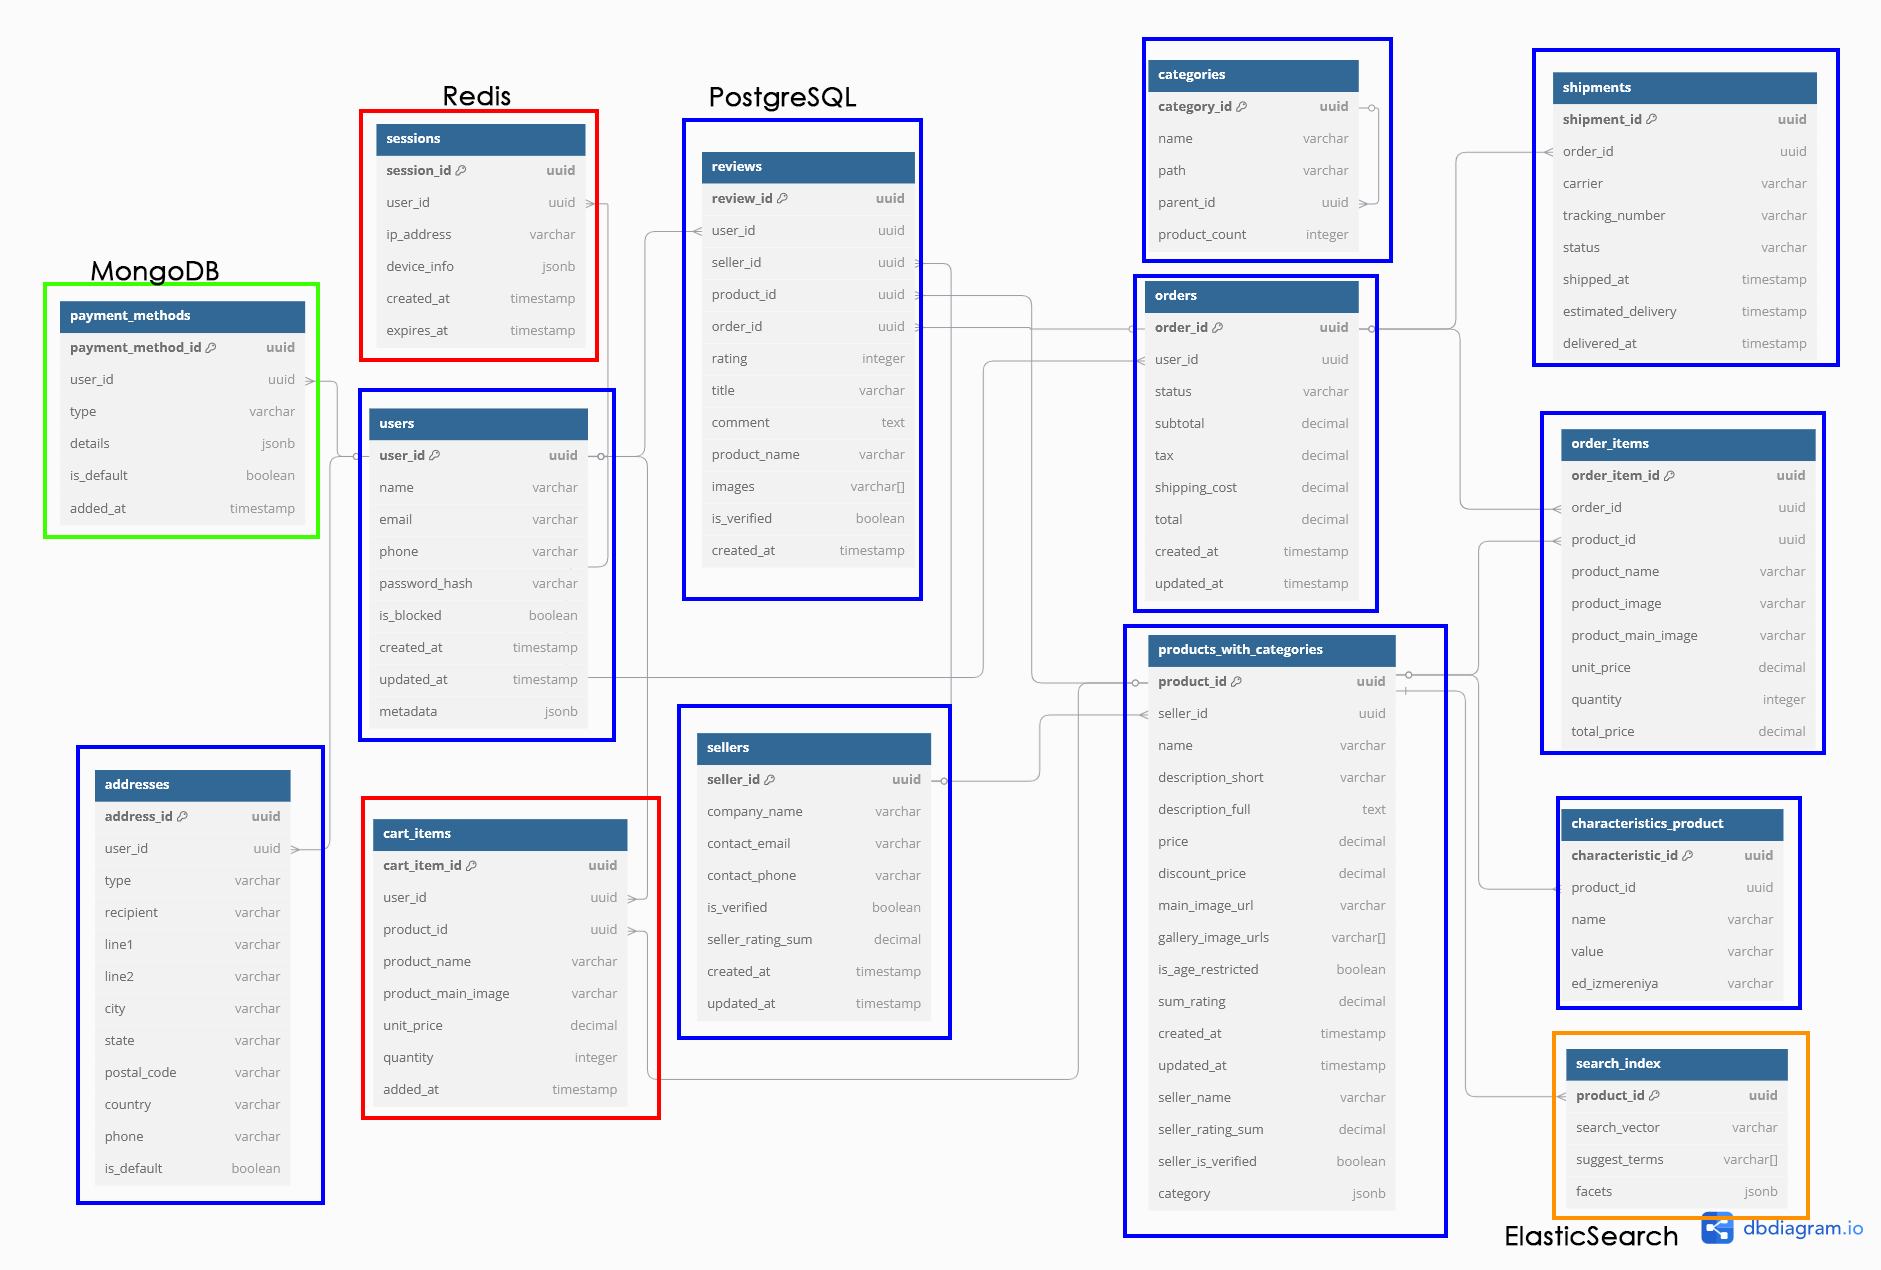 MongoDB
payment_methods
payment_method_id uuid
user_id uuid
type varchar
details jsonb
is_default boolean
added_at timestamp
addresses
address_id uuid
user_id uuid
type varchar
recipient varchar
line1 varchar
line2 varchar
city varchar
state varchar
postal_code varchar
country varchar
phone varchar
is_default boolean
Redis
sessions
session_id uuid
user_id uuid
ip_address varchar
device_info jsonb
created_at timestamp
expires_at timestamp
users
user_id uuid
name varchar
email varchar
phone varchar
password_hash varchar
is_blocked boolean
created_at timestamp
updated_at timestamp
metadata jsonb
cart_items
cart_item_id uuid
user_id uuid
product_id uuid
product_name varchar
product_main_image varchar
unit_price decimal
quantity integer
added_at timestamp
PostgreSQL
reviews
review_id uuid
user_id uuid
seller_id uuid
product_id uuid
order_id uuid
rating integer
title varchar
comment text
product_name varchar
images varchar[]
is_verified boolean
created_at timestamp
sellers
seller_id uuid
company_name varchar
contact_email varchar
contact_phone varchar
is_verified boolean
seller_rating_sum decimal
created_at timestamp
updated_at timestamp
categories
category_id uuid
name varchar
path varchar
parent_id uuid
product_count integer
orders
order_id uuid
user_id uuid
status varchar
subtotal decimal
tax decimal
shipping_cost decimal
total decimal
created_at timestamp
updated_at timestamp
products_with_categories
product_id uuid
seller_id uuid
name varchar
description_short varchar
description_full text
price decimal
discount_price decimal
main_image_url varchar
gallery_image_urls varchar[]
is_age_restricted boolean
sum_rating decimal
created_at timestamp
updated_at timestamp
seller_name varchar
seller_rating_sum decimal
seller_is_verified boolean
category jsonb
shipments
shipment_id uuid
order_id uuid
carrier varchar
tracking_number varchar
status varchar
shipped_at timestamp
estimated_delivery timestamp
delivered_at timestamp
order_items
order_item_id uuid
order_id uuid
product_id uuid
product_name varchar
product_image varchar
product_main_image varchar
unit_price decimal
quantity integer
total_price decimal
characteristics_product
characteristic_id uuid
product_id uuid
name varchar
value varchar
ed_izmereniya varchar
search_index
product_id uuid
search_vector varchar
suggest_terms varchar[]
facets jsonb
ElasticSearch
dbdiagram.io